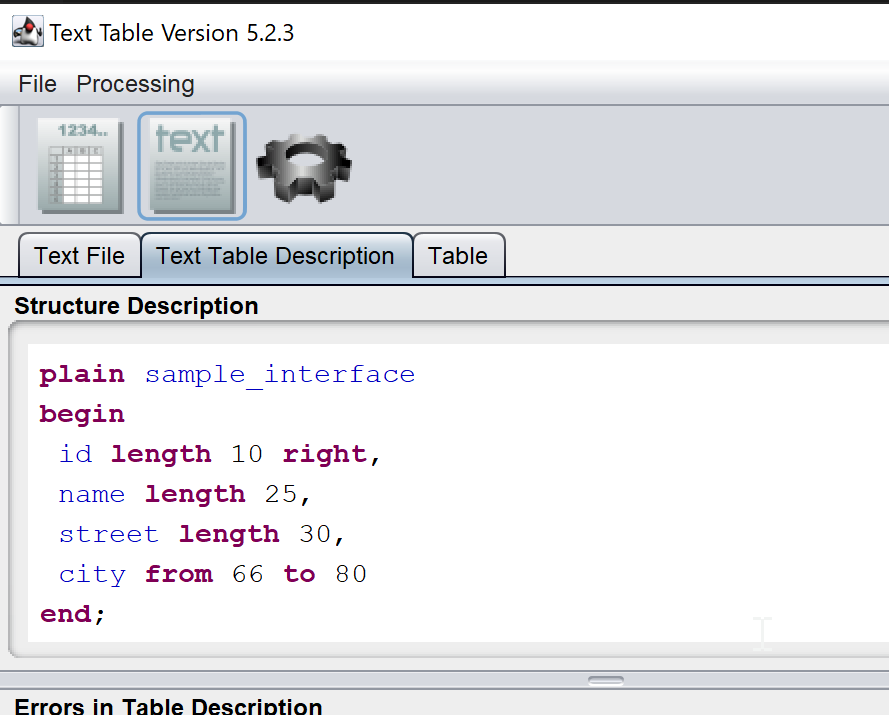 Text Table Version 5.2.3
File Processing
1234..
A B C
text
Text File Text Table Description Table
Structure Description
plain sample_interface
begin
id length 10 right,
name length 25,
street length 30,
city from 66 to 80
end;
Errors in Table Description